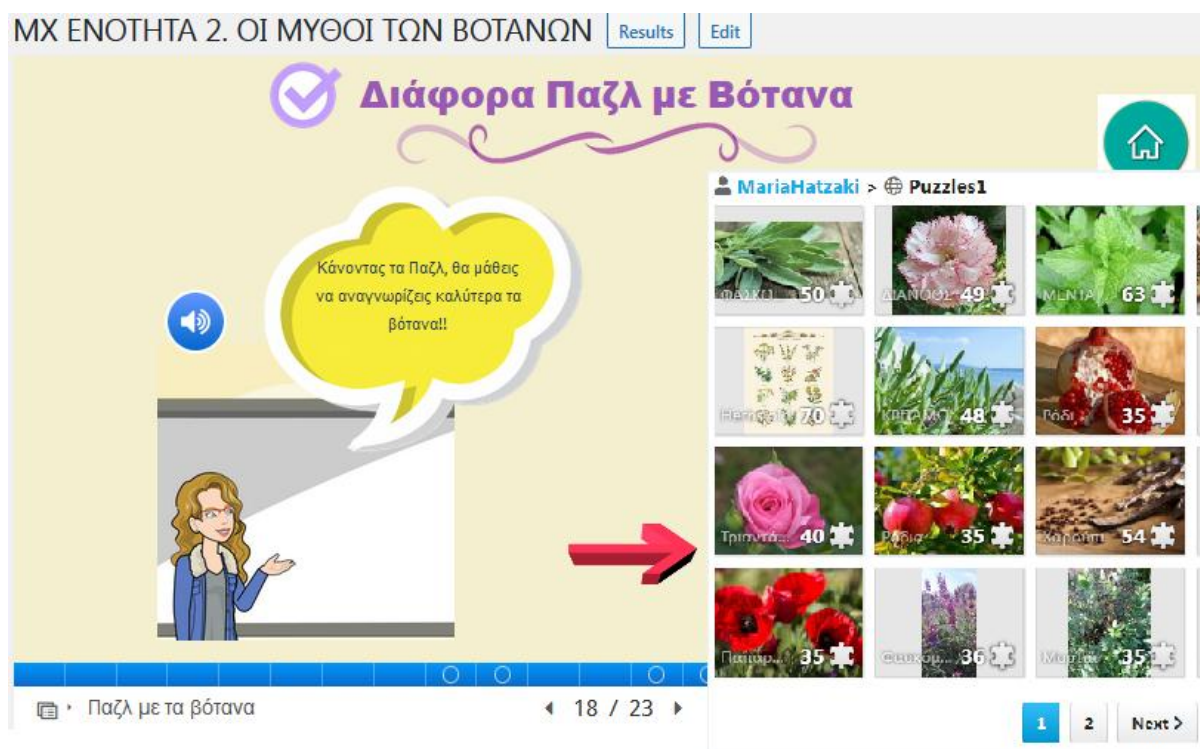 ΜΧ ΕΝΟΤΗΤΑ 2. ΟΙ ΜΥΘΟΙ ΤΩΝ ΒΟΤΑΝΩΝ Results Edit
Διάφορα Παζλ με Βότανα
Κάνοντας τα Παζλ, θα μάθεις
να αναγνωρίζεις καλύτερα τα
βότανα!!
MariaHatzaki > Puzzles1
50 49 ΜΕΝΤΑ 63
70 ΚΡΙΤΑΜΟ 48 Ρόδι 35
Τριαντά... 40 Ρόδια 35 Χαρούπι 54
Παπαρ... 35 36 35
Παζλ με τα βότανα
18 / 23
1 2 Next >